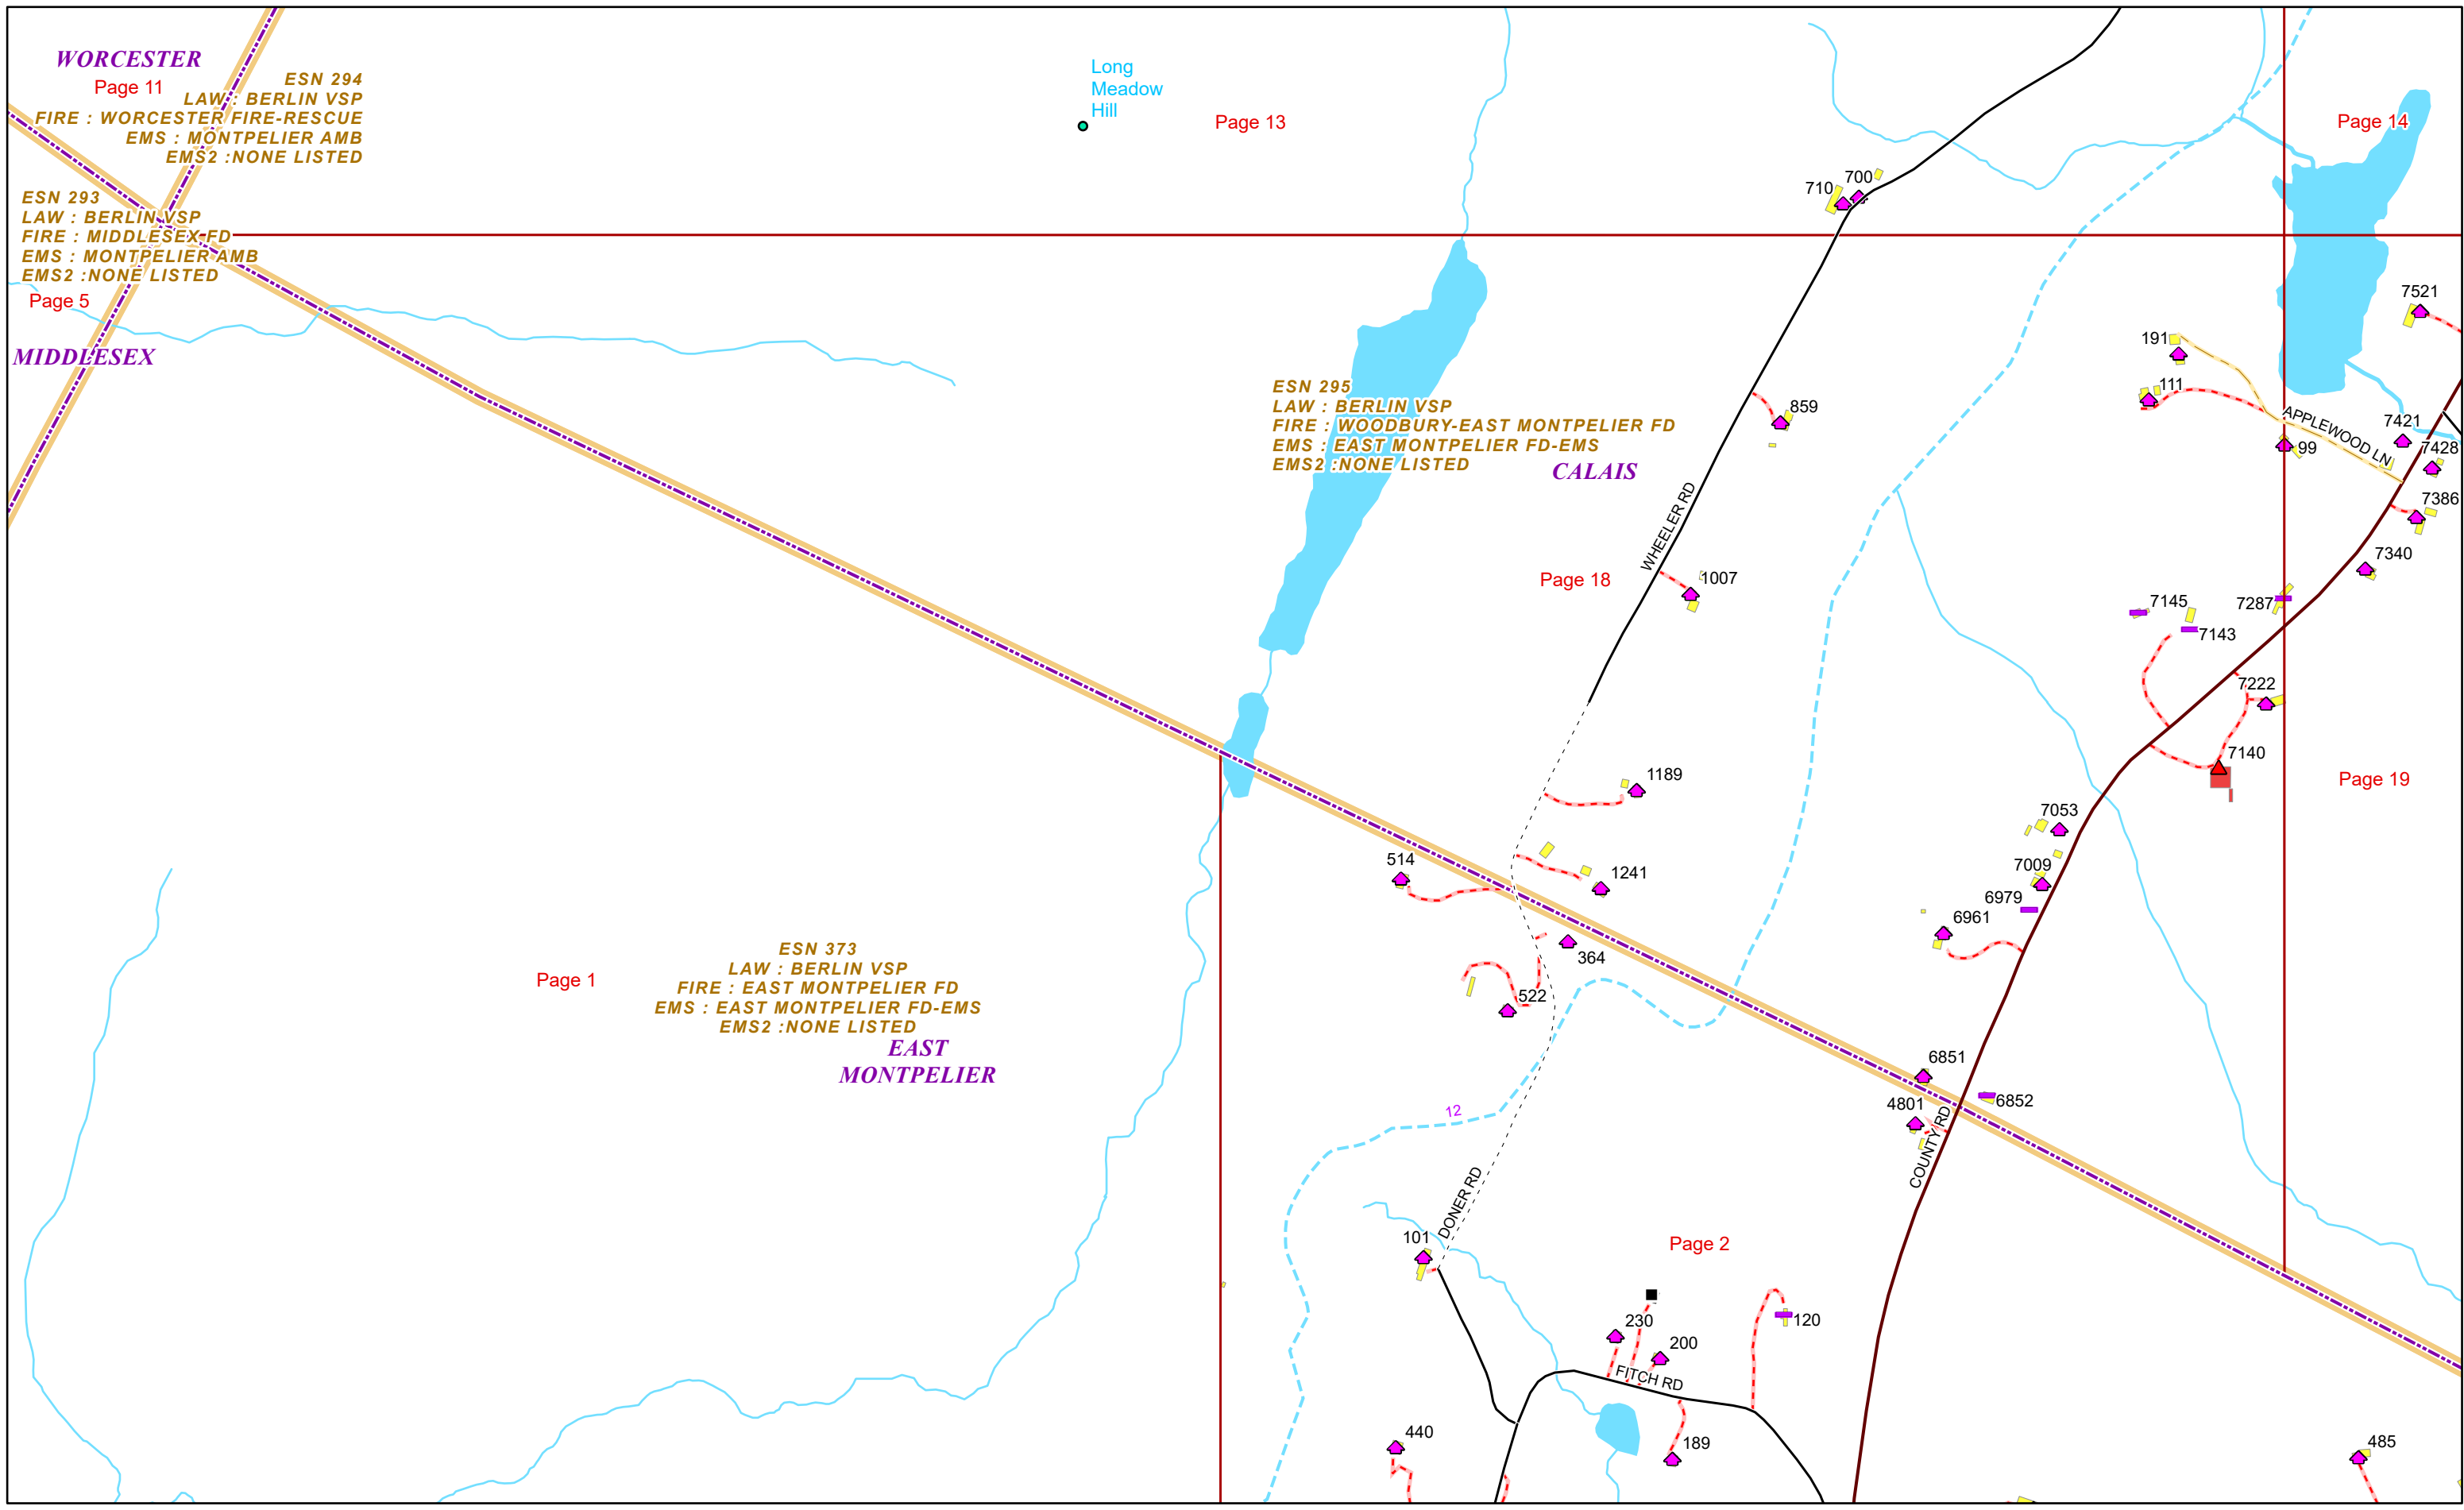 WORCESTER
Page 11
ESN 294
LAW : BERLIN VSP
FIRE : WORCESTER FIRE-RESCUE
EMS : MONTPELIER AMB
EMS2 :NONE LISTED
ESN 293
LAW : BERLIN VSP
FIRE : MIDDLESEX FD
EMS : MONTPELIER AMB
EMS2 :NONE LISTED
Page 5
MIDDLESEX
Long
Meadow
Hill
Page 13
Page 14
710
700
7521
191
111
APPLEWOOD LN
99
7421
7428
7386
7340
ESN 295
LAW : BERLIN VSP
FIRE : WOODBURY-EAST MONTPELIER FD
EMS : EAST MONTPELIER FD-EMS
EMS2 :NONE LISTED
CALAIS
859
WHEELER RD
Page 18
1007
7145
7143
7287
7222
7140
Page 19
1189
7053
7009
6979
6961
514
1241
364
522
Page 1
ESN 373
LAW : BERLIN VSP
FIRE : EAST MONTPELIER FD
EMS : EAST MONTPELIER FD-EMS
EMS2 :NONE LISTED
EAST
MONTPELIER
12
6851
6852
4801
COUNTY RD
DONER RD
101
Page 2
230
200
120
FITCH RD
440
189
485